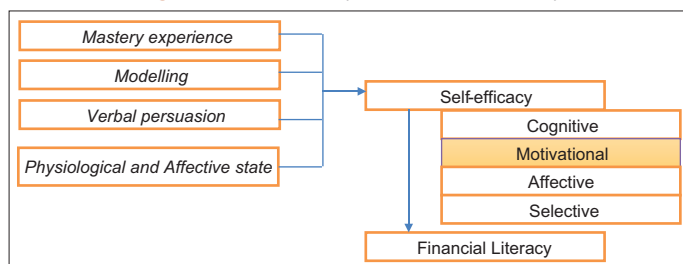 Mastery experience
Modelling
Verbal persuasion
Physiological and Affective state
Self-efficacy
Cognitive
Motivational
Affective
Selective
Financial Literacy